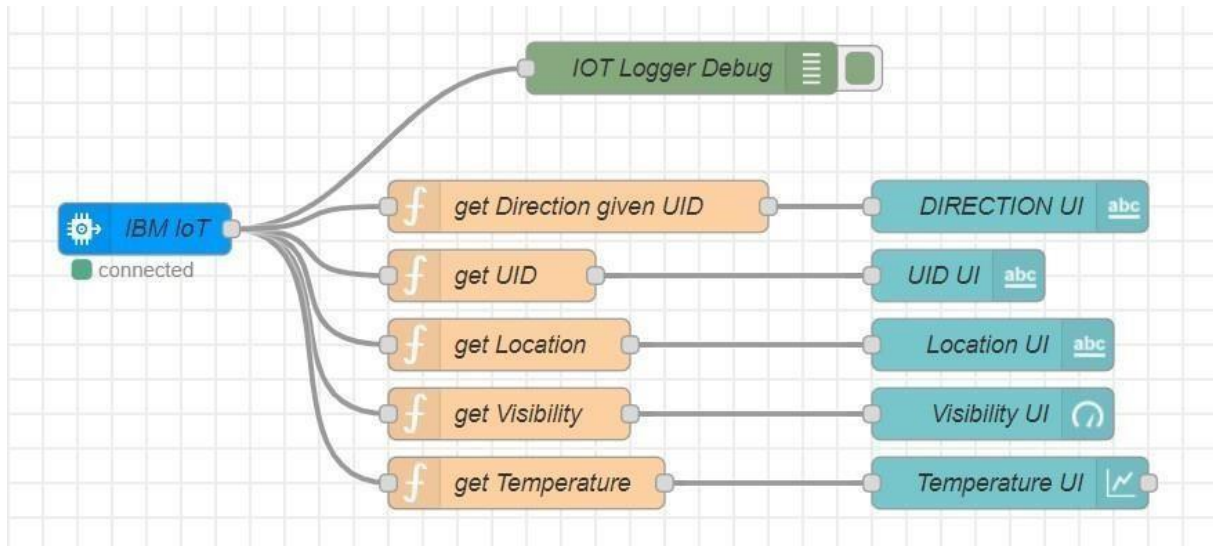 IOT Logger Debug
get Direction given UID
DIRECTION UI
abc
IBM IoT
connected
get UID
UID UI
abc
get Location
Location UI
abc
get Visibility
Visibility UI
get Temperature
Temperature UI